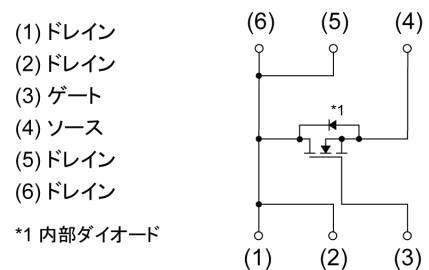 (1) ドレイン
(2) ドレイン
(3) ゲート
(4) ソース
(5) ドレイン
(6) ドレイン
*1 内部ダイオード
(6) (5) (4)
*1
(1) (2) (3)